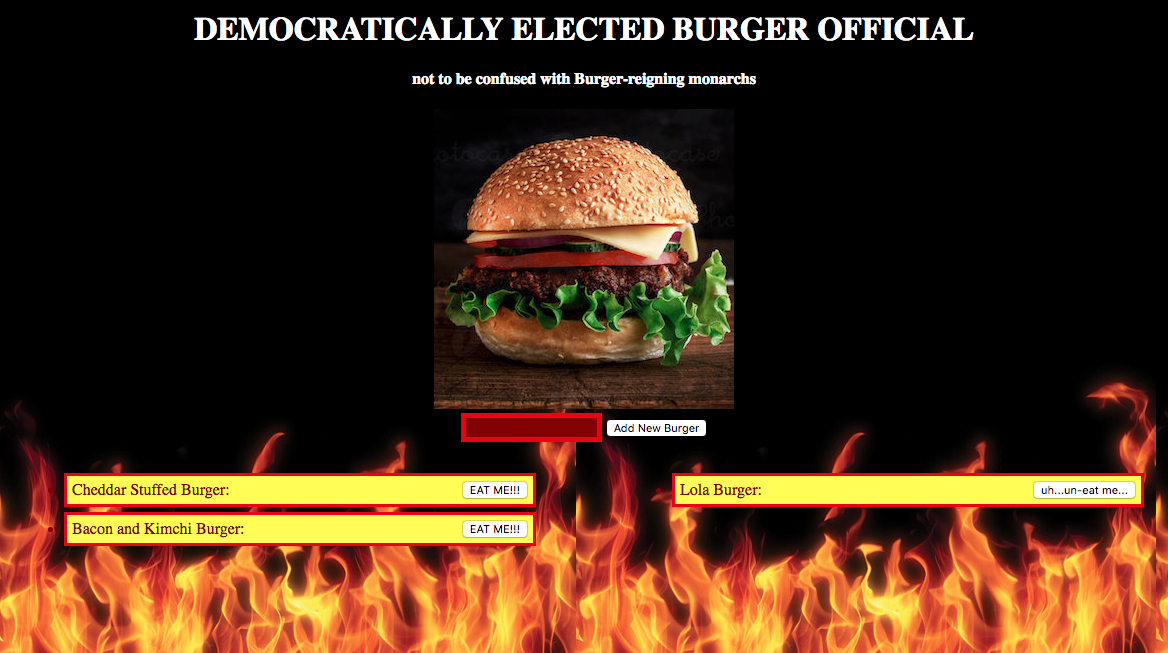 DEMOCRATICALLY ELECTED BURGER OFFICIAL
not to be confused with Burger-reigning monarchs
Add New Burger
Cheddar Stuffed Burger: EAT ME!!!
Bacon and Kimchi Burger: EAT ME!!!
Lola Burger: uh...un-eat me...